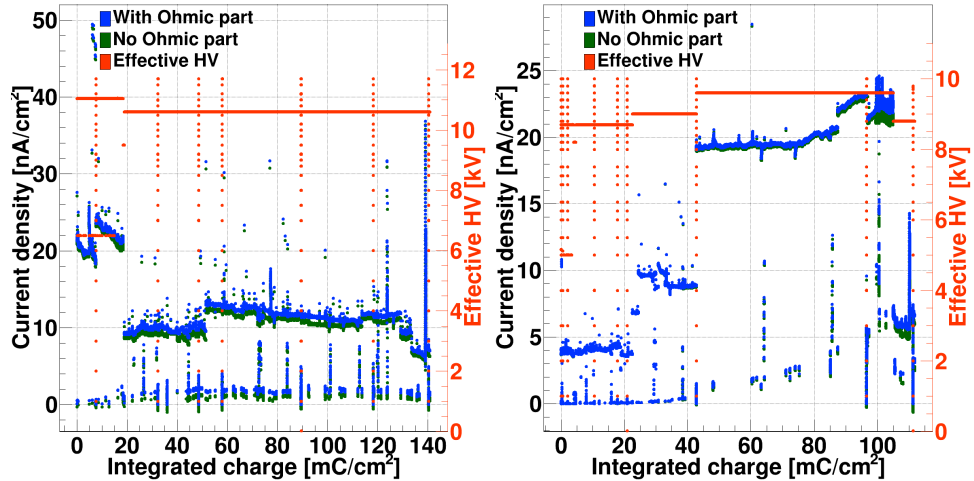 With Ohmic part
No Ohmic part
Effective HV
50
40
30
20
10
0
Current density [nA/cm²]
12
10
8
6
4
2
0
Effective HV [kV]
0 20 40 60 80 100 120 140
Integrated charge [mC/cm²]
With Ohmic part
No Ohmic part
Effective HV
25
20
15
10
5
0
Current density [nA/cm²]
10
8
6
4
2
0
Effective HV [kV]
0 20 40 60 80 100
Integrated charge [mC/cm²]